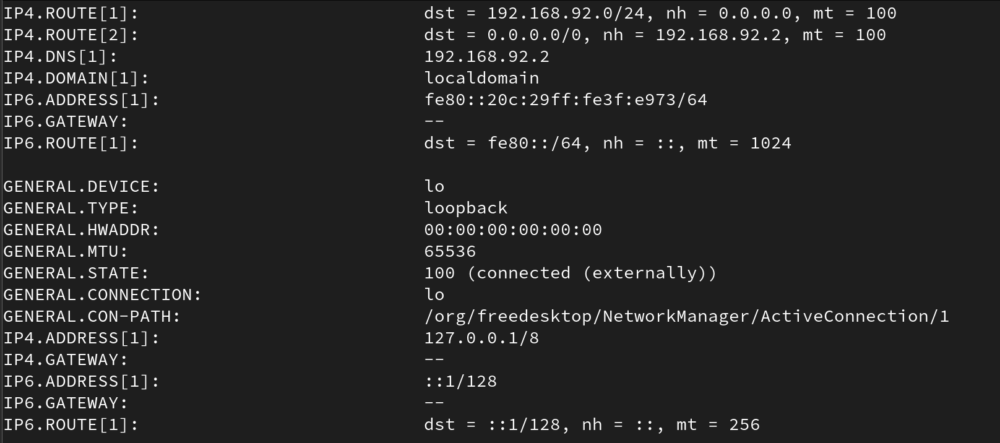 IP4.ROUTE[1]: dst = 192.168.92.0/24, nh = 0.0.0.0, mt = 100
IP4.ROUTE[2]: dst = 0.0.0.0/0, nh = 192.168.92.2, mt = 100
IP4.DNS[1]: 192.168.92.2
IP4.DOMAIN[1]: localdomain
IP6.ADDRESS[1]: fe80::20c:29ff:fe3f:e973/64
IP6.GATEWAY: --
IP6.ROUTE[1]: dst = fe80::/64, nh = ::, mt = 1024
GENERAL.DEVICE: lo
GENERAL.TYPE: loopback
GENERAL.HWADDR: 00:00:00:00:00:00
GENERAL.MTU: 65536
GENERAL.STATE: 100 (connected (externally))
GENERAL.CONNECTION: lo
GENERAL.CON-PATH: /org/freedesktop/NetworkManager/ActiveConnection/1
IP4.ADDRESS[1]: 127.0.0.1/8
IP4.GATEWAY: --
IP6.ADDRESS[1]: ::1/128
IP6.GATEWAY: --
IP6.ROUTE[1]: dst = ::1/128, nh = ::, mt = 256